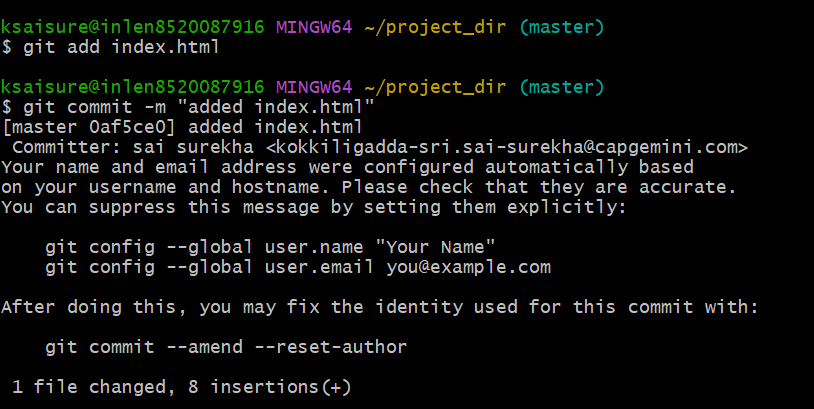 ksaisure@inlen8520087916 MINGW64 ~/project_dir (master)
$ git add index.html
ksaisure@inlen8520087916 MINGW64 ~/project_dir (master)
$ git commit -m "added index.html"
[master 0af5ce0] added index.html
 Committer: sai surekha <kokkiligadda-sri.sai-surekha@capgemini.com>
Your name and email address were configured automatically based
on your username and hostname. Please check that they are accurate.
You can suppress this message by setting them explicitly:
    git config --global user.name "Your Name"
    git config --global user.email you@example.com
After doing this, you may fix the identity used for this commit with:
    git commit --amend --reset-author
 1 file changed, 8 insertions(+)